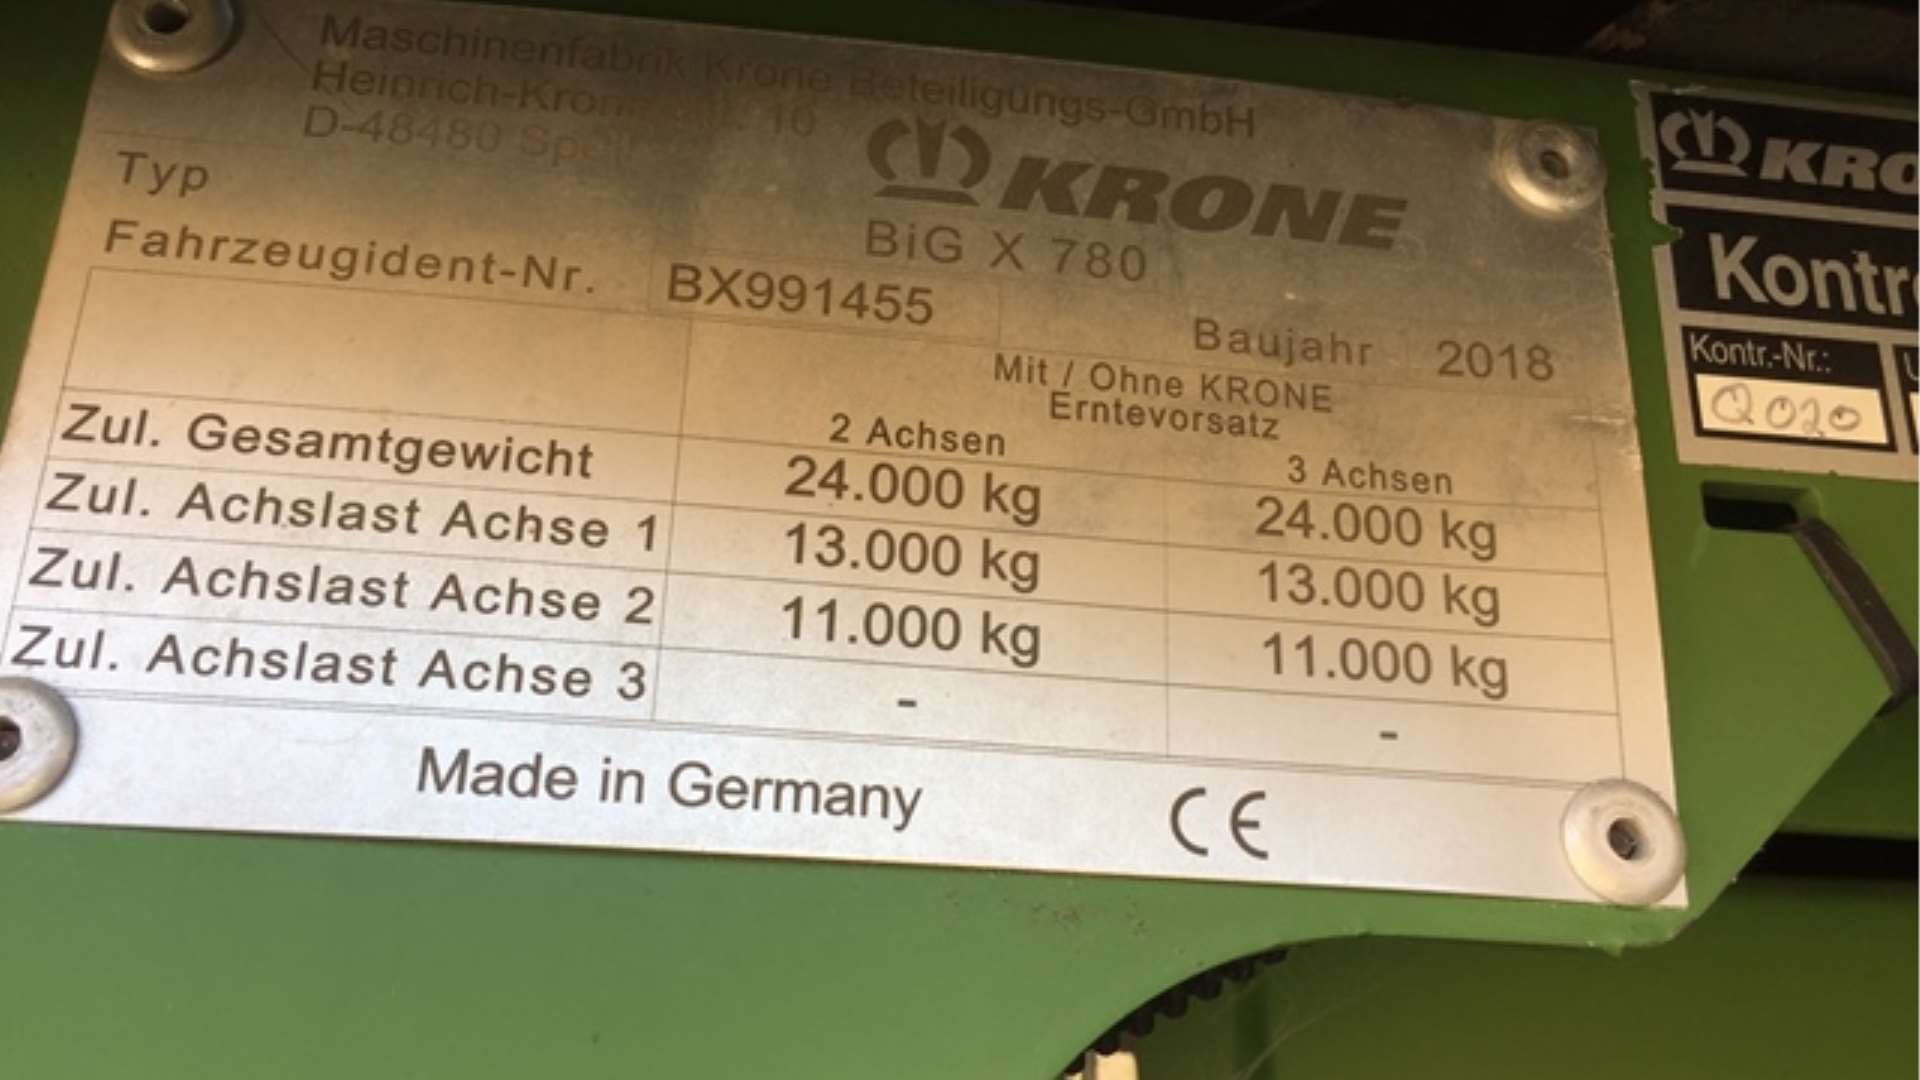 Maschinenfabrik Krone Beteiligungs-GmbH
Heinrich-Krone 10
D-48480
KRONE
Typ BiG X 780
Fahrzeugident-Nr. BX991455
Baujahr 2018
Mit / Ohne KRONE
Erntevorsatz
2 Achsen 3 Achsen
Zul. Gesamtgewicht 24.000 kg 24.000 kg
Zul. Achslast Achse 1 13.000 kg 13.000 kg
Zul. Achslast Achse 2 11.000 kg 11.000 kg
Zul. Achslast Achse 3 - -
Made in Germany CE
KRO
Kontr
Kontr.-Nr.:
Q020